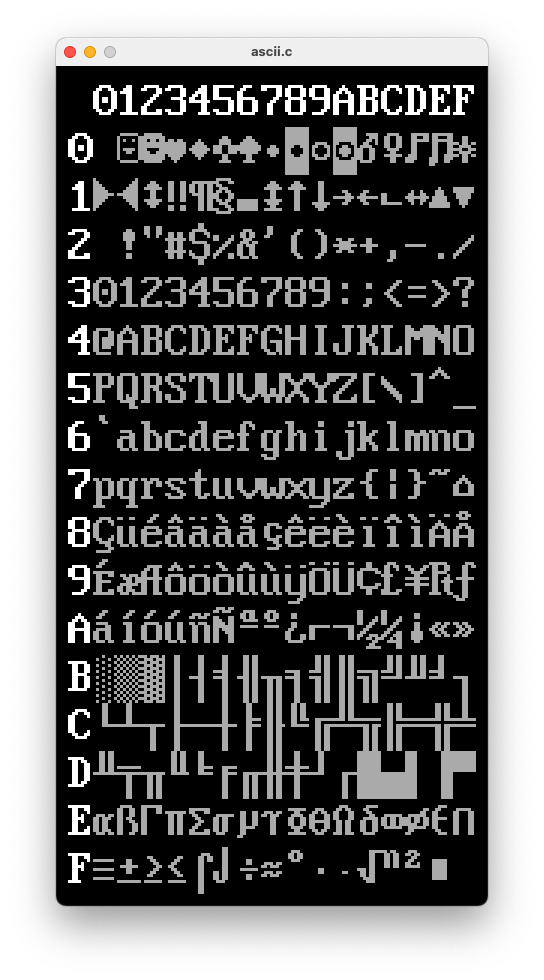 ascii.c
0123456789ABCDEF
0 ☺☻♥♦♣♠•◘○◙♂♀♪♫☼
1►◄↕‼¶§▬↨↑↓→←∟↔▲▼
2 !"#$%&'()*+,-./
30123456789:;<=>?
4@ABCDEFGHIJKLMNO
5PQRSTUVWXYZ[\]^_
6`abcdefghijklmno
7pqrstuvwxyz{¦}~⌂
8ÇüéâäàåçêëèïîìÄÅ
9ÉæÆôöòûùÿÖÜ¢£¥₧ƒ
AáíóúñÑªº¿⌐¬½¼¡«»
B░▒▓│┤╡╢╖╕╣║╗╝╜╛┐
C└┴┬├─┼╞╟╚╔╩╦╠═╬╧
D╨╤╥╙╘╒╓╫╪┘┌█▄▌▐▀
EαßΓπΣσµτΦΘΩδ∞φε∩
F≡±≥≤⌠⌡÷≈°∙·√ⁿ²■